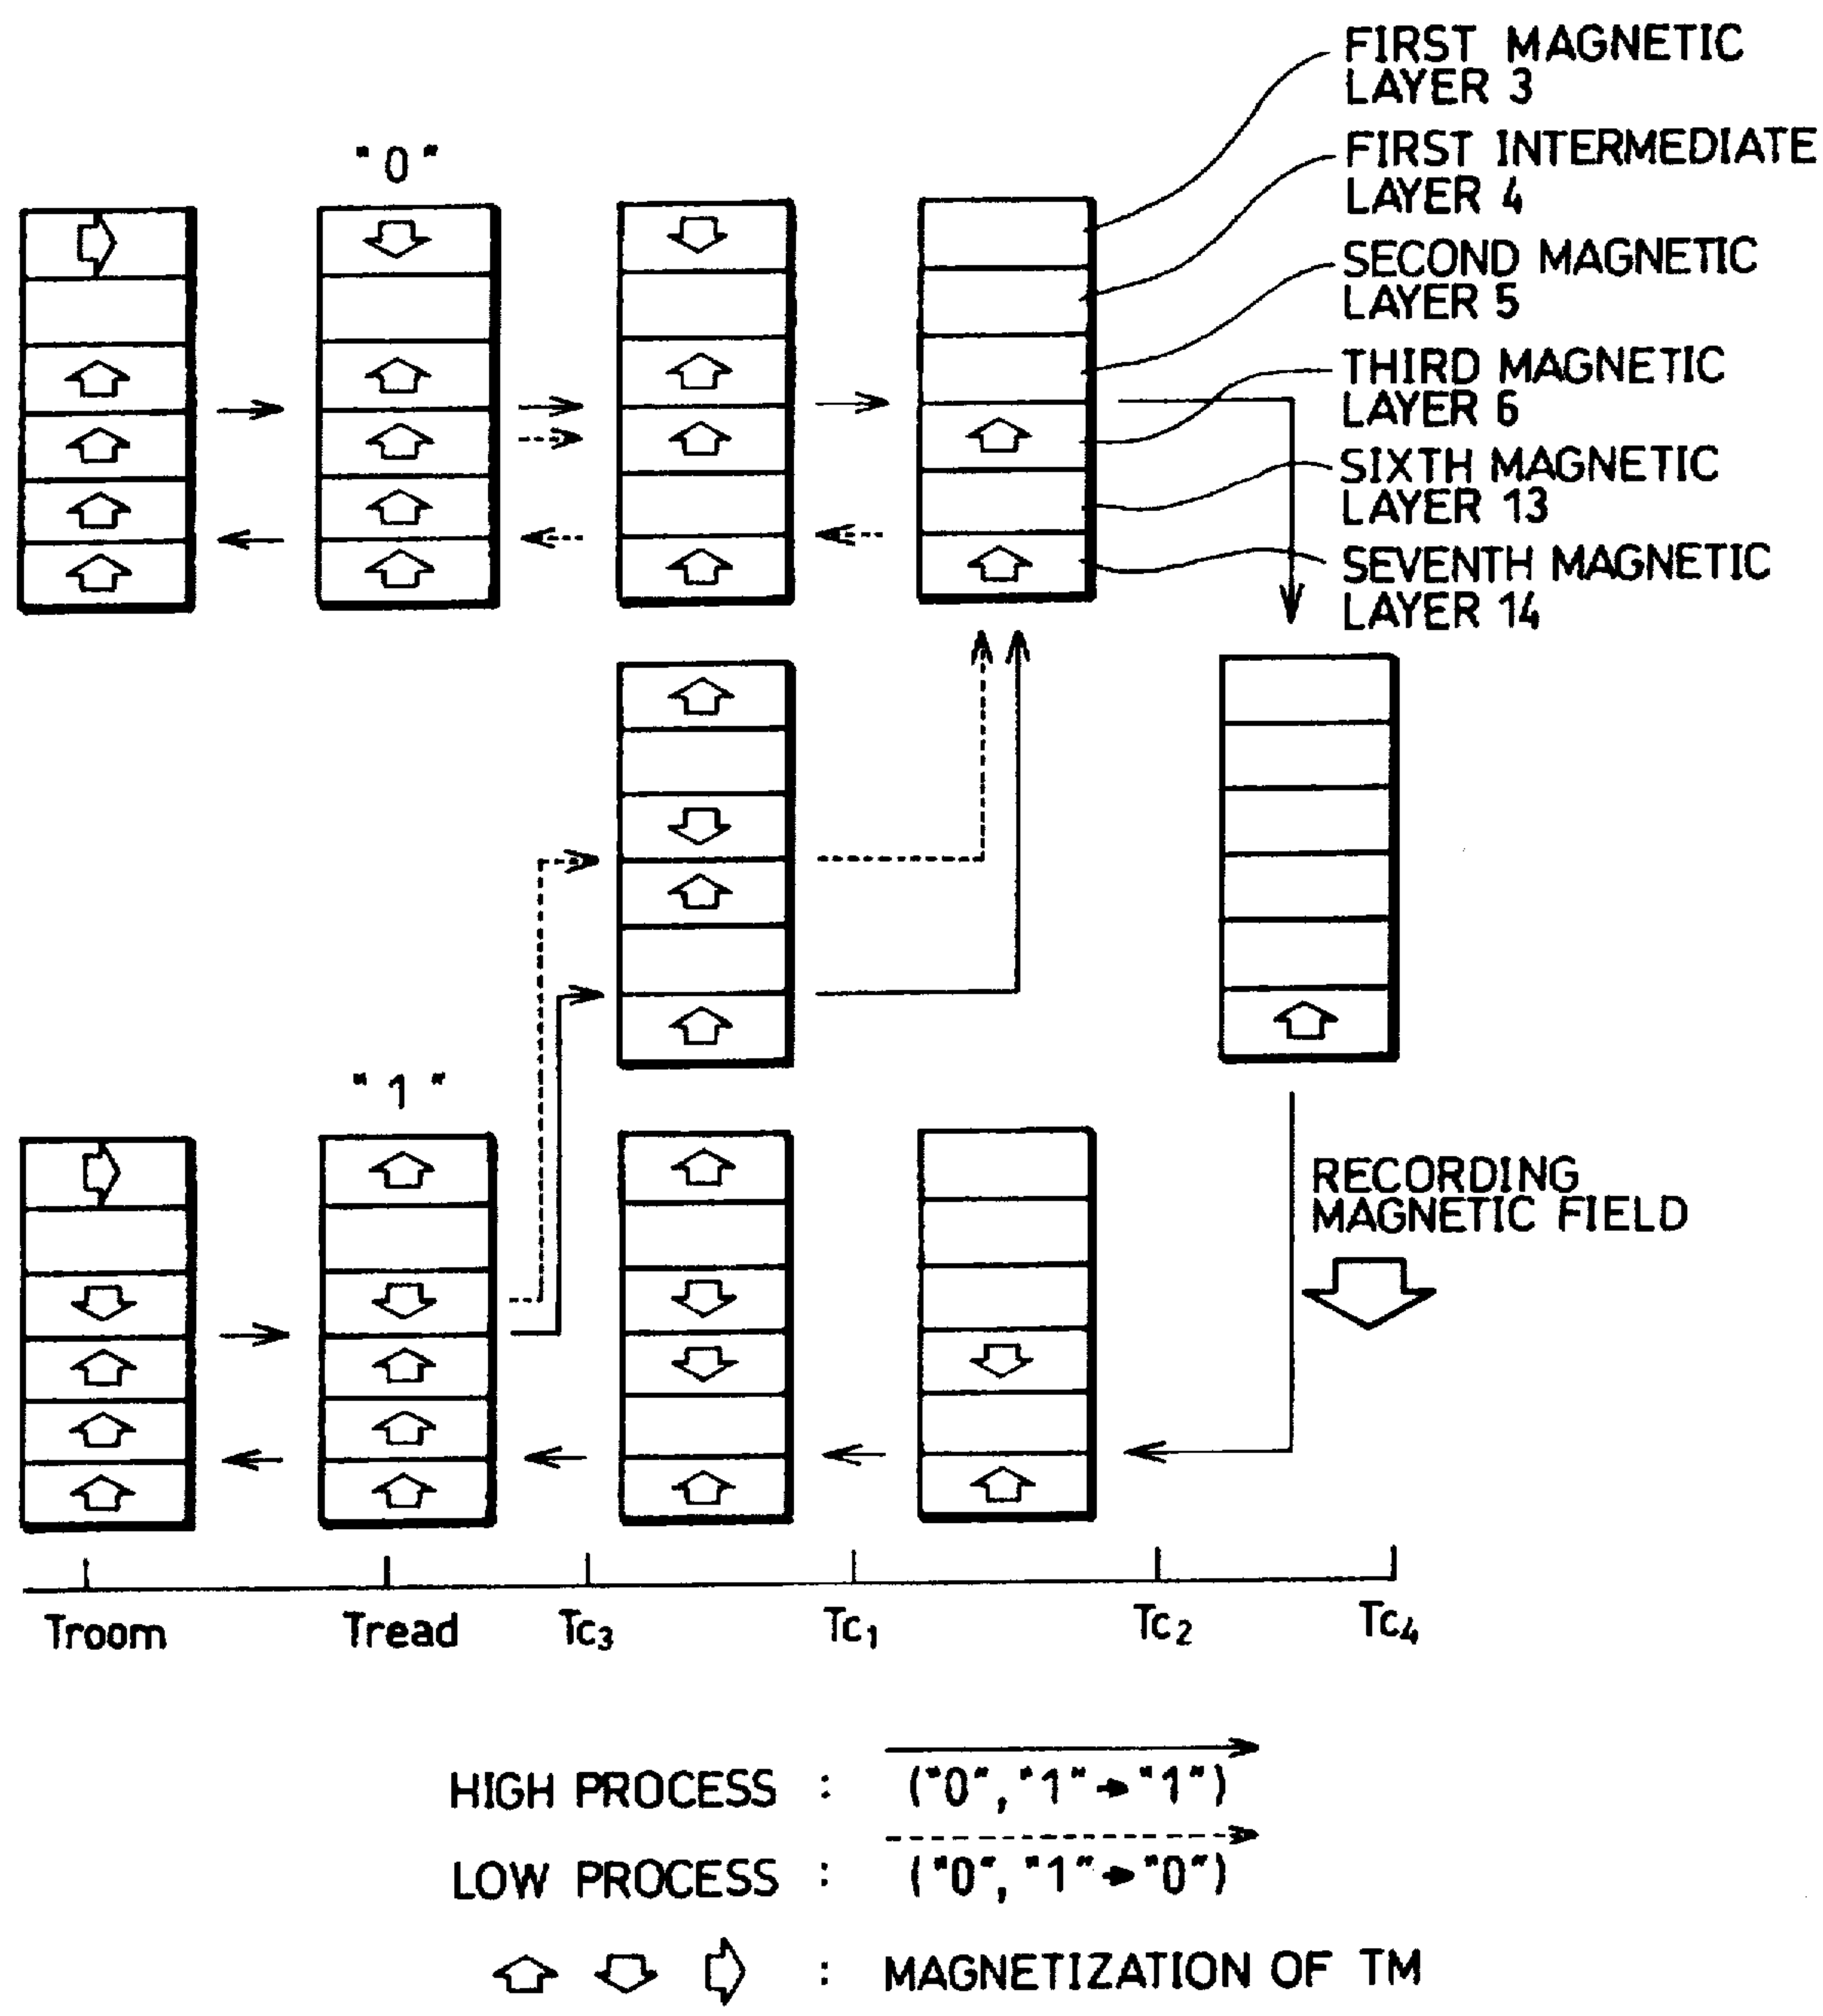 FIRST MAGNETIC
LAYER 3
FIRST INTERMEDIATE
LAYER 4
SECOND MAGNETIC
LAYER 5
THIRD MAGNETIC
LAYER 6
SIXTH MAGNETIC
LAYER 13
SEVENTH MAGNETIC
LAYER 14
"0"
"1"
RECORDING
MAGNETIC FIELD
Troom Tread Tc3 Tc1 Tc2 Tc4
HIGH PROCESS : ("0", "1" → "1")
LOW PROCESS : ("0", "1" → "0")
: MAGNETIZATION OF TM